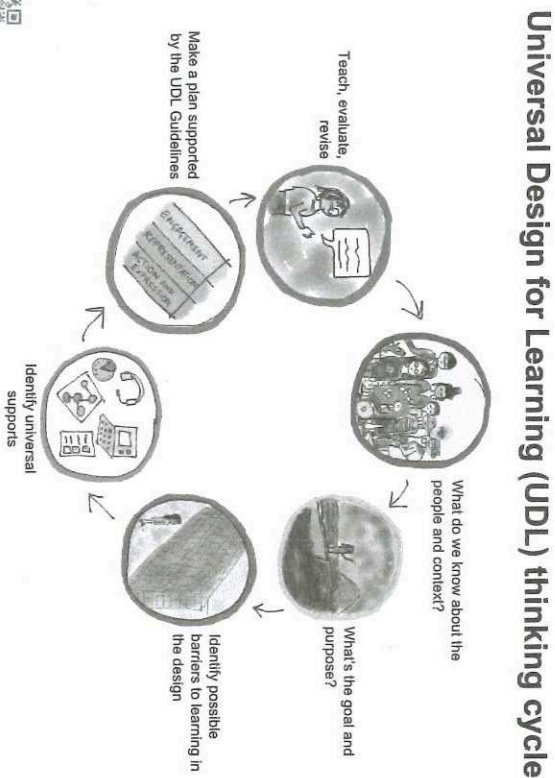 Universal Design for Learning (UDL) thinking cycle
What do we know about the
people and context?
What's the goal and
purpose?
Identify possible
barriers to learning in
the design
Identify universal
supports
Make a plan supported
by the UDL Guidelines
ENGAGEMENT
REPRESENTATION
ACTION AND
EXPRESSION
Teach, evaluate,
revise